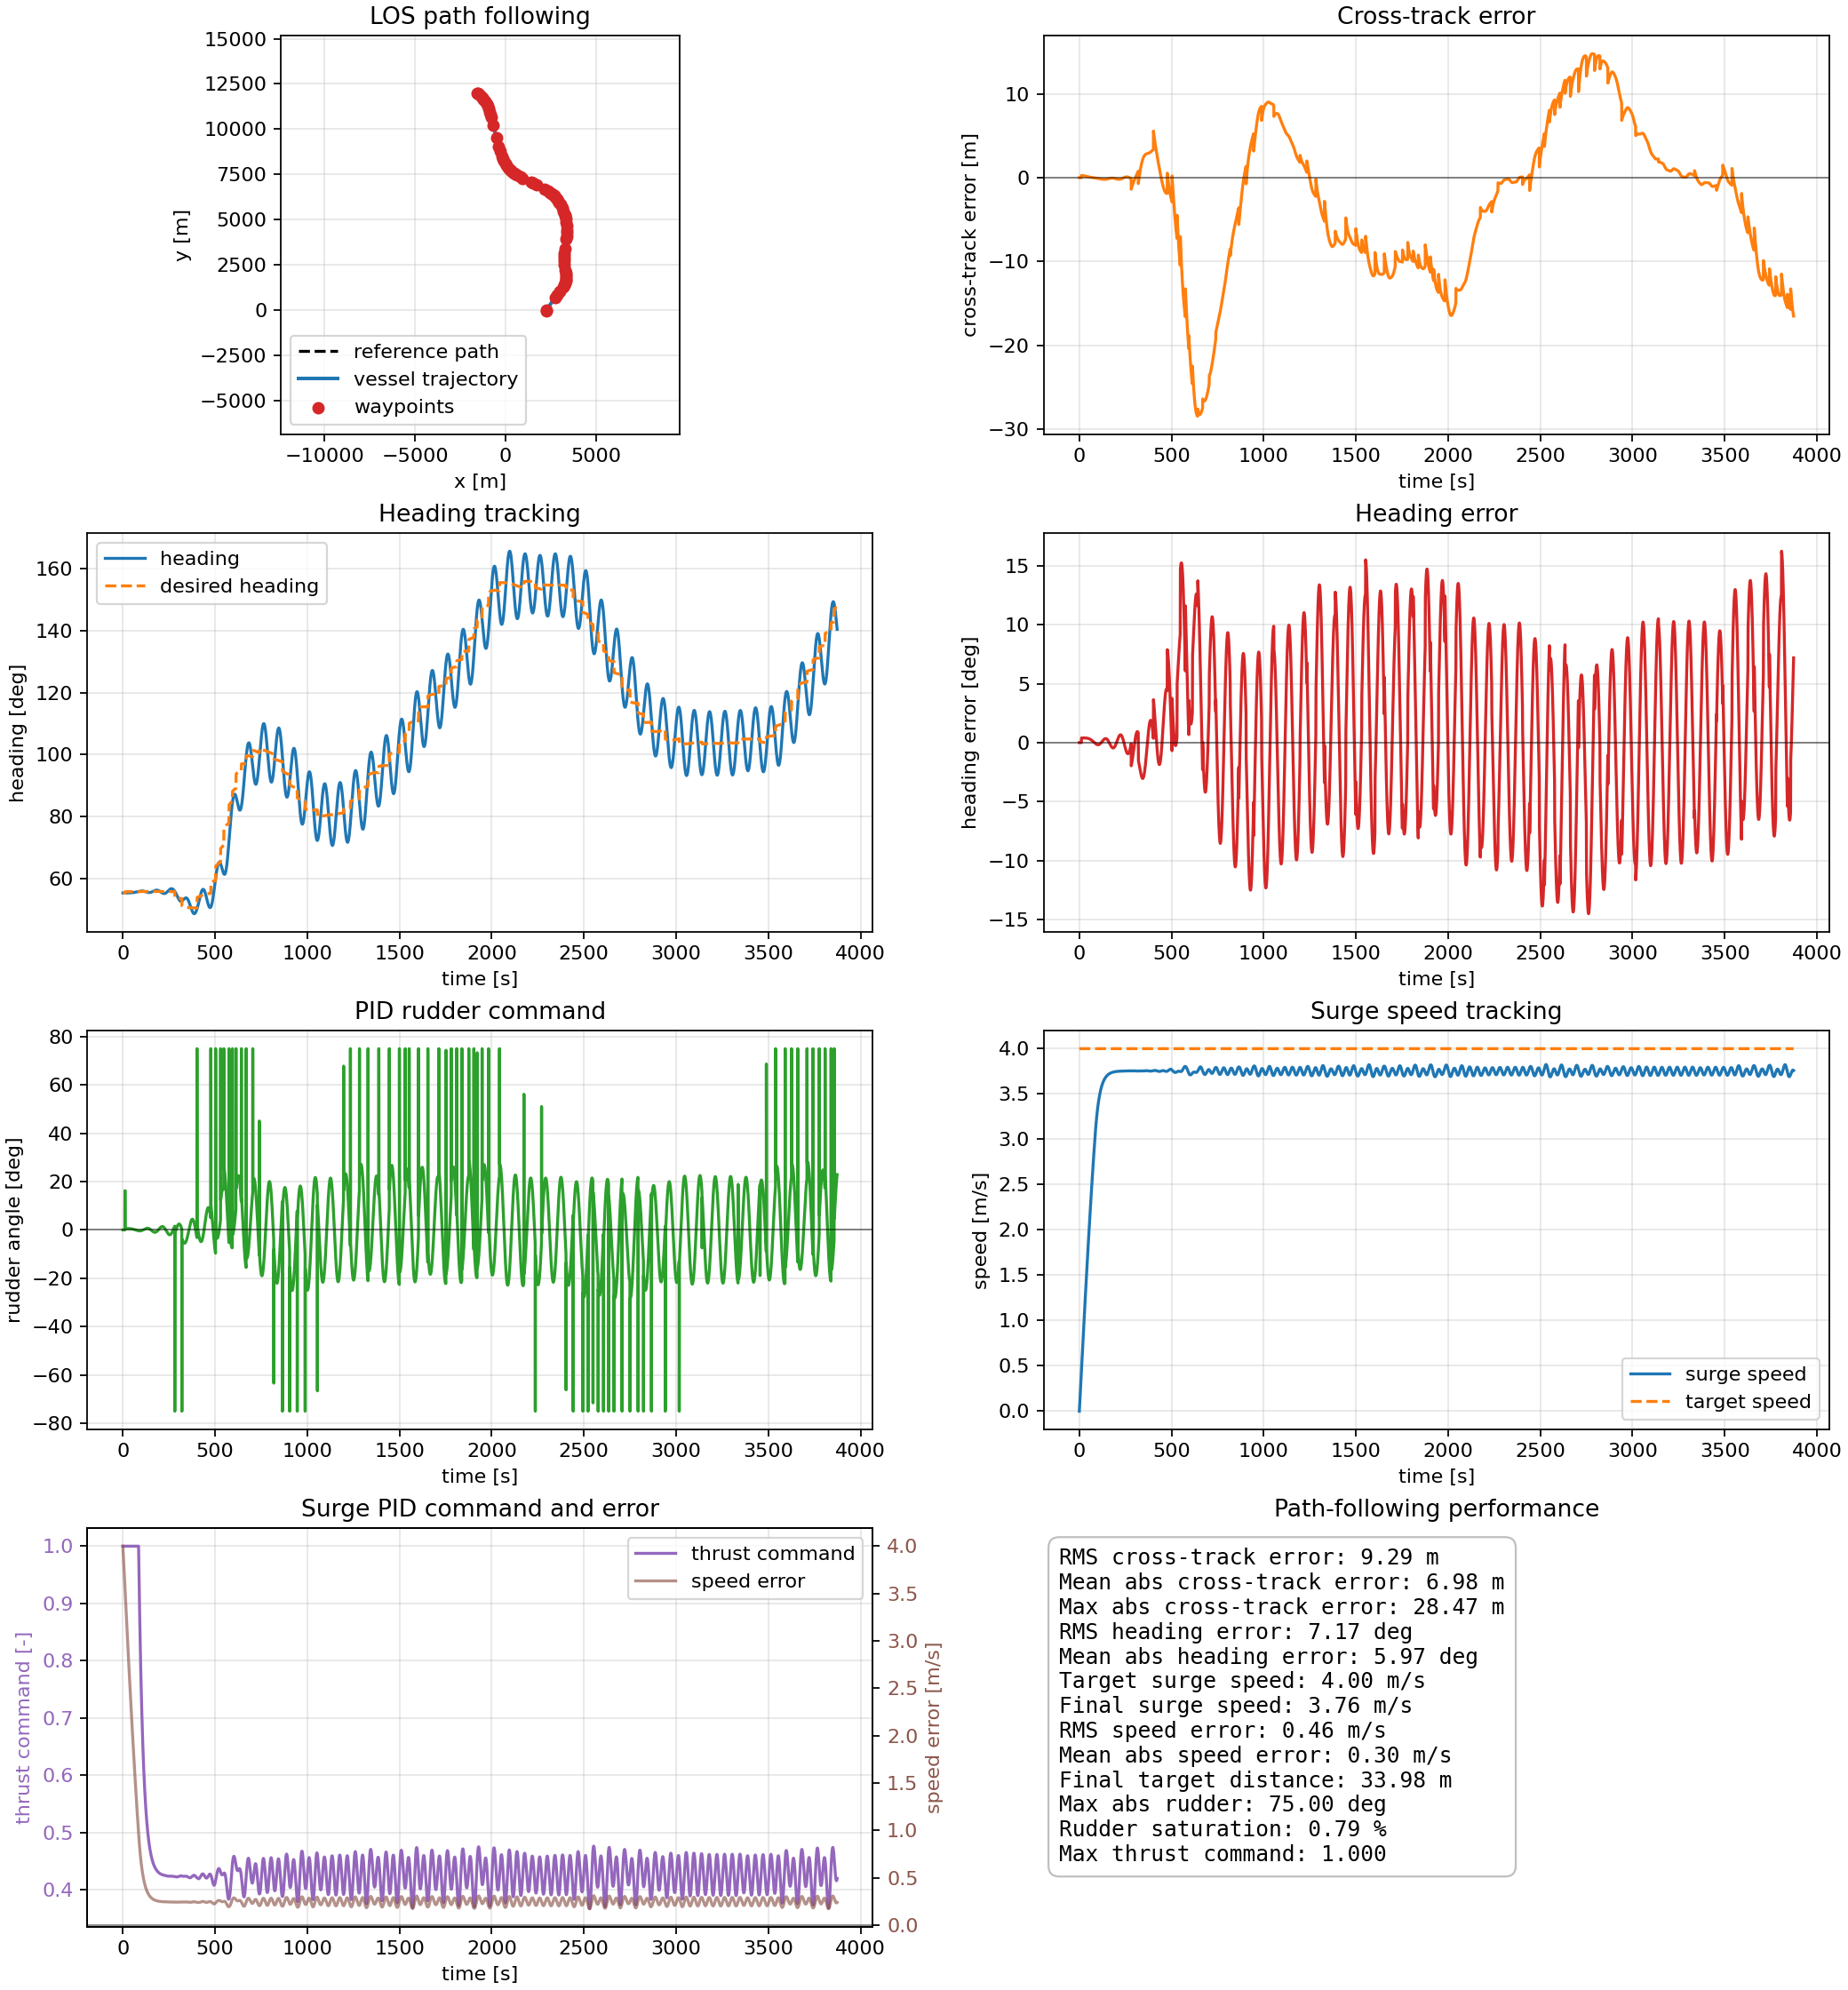 LOS path following
15000
12500
10000
7500
5000
2500
0
−2500
−5000
y [m]
reference path
vessel trajectory
waypoints
−10000 −5000 0 5000
x [m]
Cross-track error
10
0
−10
−20
−30
cross-track error [m]
0 500 1000 1500 2000 2500 3000 3500 4000
time [s]
Heading tracking
160
140
120
100
80
60
heading [deg]
heading
desired heading
0 500 1000 1500 2000 2500 3000 3500 4000
time [s]
Heading error
15
10
5
0
−5
−10
−15
heading error [deg]
0 500 1000 1500 2000 2500 3000 3500 4000
time [s]
PID rudder command
80
60
40
20
0
−20
−40
−60
−80
rudder angle [deg]
0 500 1000 1500 2000 2500 3000 3500 4000
time [s]
Surge speed tracking
4.0
3.5
3.0
2.5
2.0
1.5
1.0
0.5
0.0
speed [m/s]
surge speed
target speed
0 500 1000 1500 2000 2500 3000 3500 4000
time [s]
Surge PID command and error
1.0
0.9
0.8
0.7
0.6
0.5
0.4
thrust command [-]
thrust command
speed error
4.0
3.5
3.0
2.5
2.0
1.5
1.0
0.5
0.0
speed error [m/s]
0 500 1000 1500 2000 2500 3000 3500 4000
time [s]
Path-following performance
RMS cross-track error: 9.29 m
Mean abs cross-track error: 6.98 m
Max abs cross-track error: 28.47 m
RMS heading error: 7.17 deg
Mean abs heading error: 5.97 deg
Target surge speed: 4.00 m/s
Final surge speed: 3.76 m/s
RMS speed error: 0.46 m/s
Mean abs speed error: 0.30 m/s
Final target distance: 33.98 m
Max abs rudder: 75.00 deg
Rudder saturation: 0.79 %
Max thrust command: 1.000